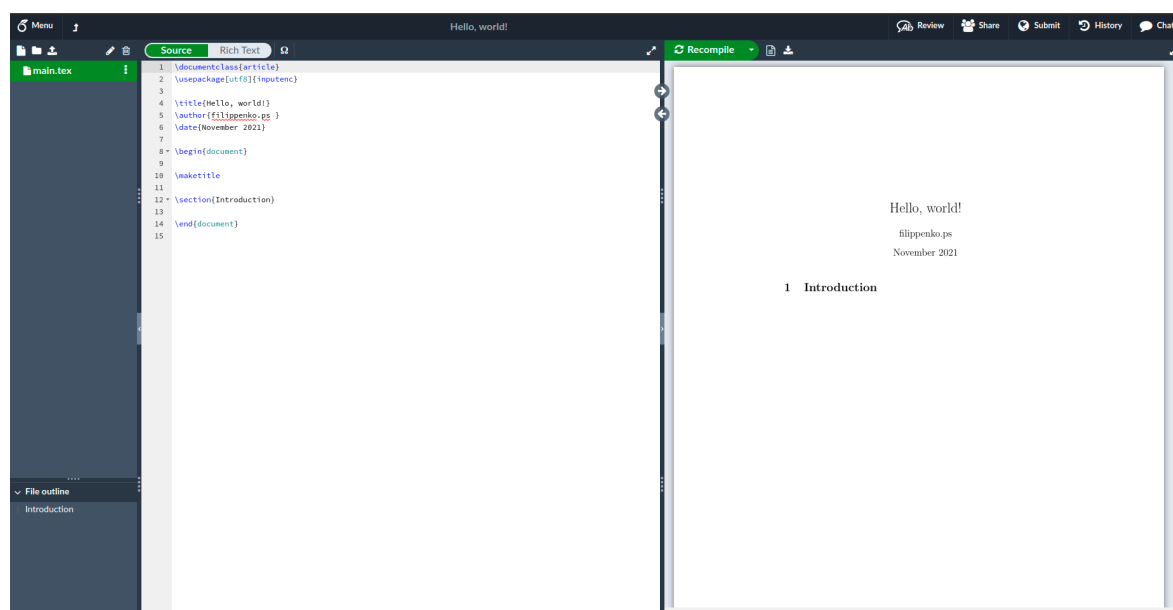 Menu
Hello, world!
Review Share Submit History Chat
Source Rich Text Ω
Recompile
main.tex
1 \documentclass{article}
2 \usepackage[utf8]{inputenc}
3
4 \title{Hello, world!}
5 \author{filippenko.ps }
6 \date{November 2021}
7
8 \begin{document}
9
10 \maketitle
11
12 \section{Introduction}
13
14 \end{document}
15
File outline
Introduction
Hello, world!
filippenko.ps
November 2021
1 Introduction